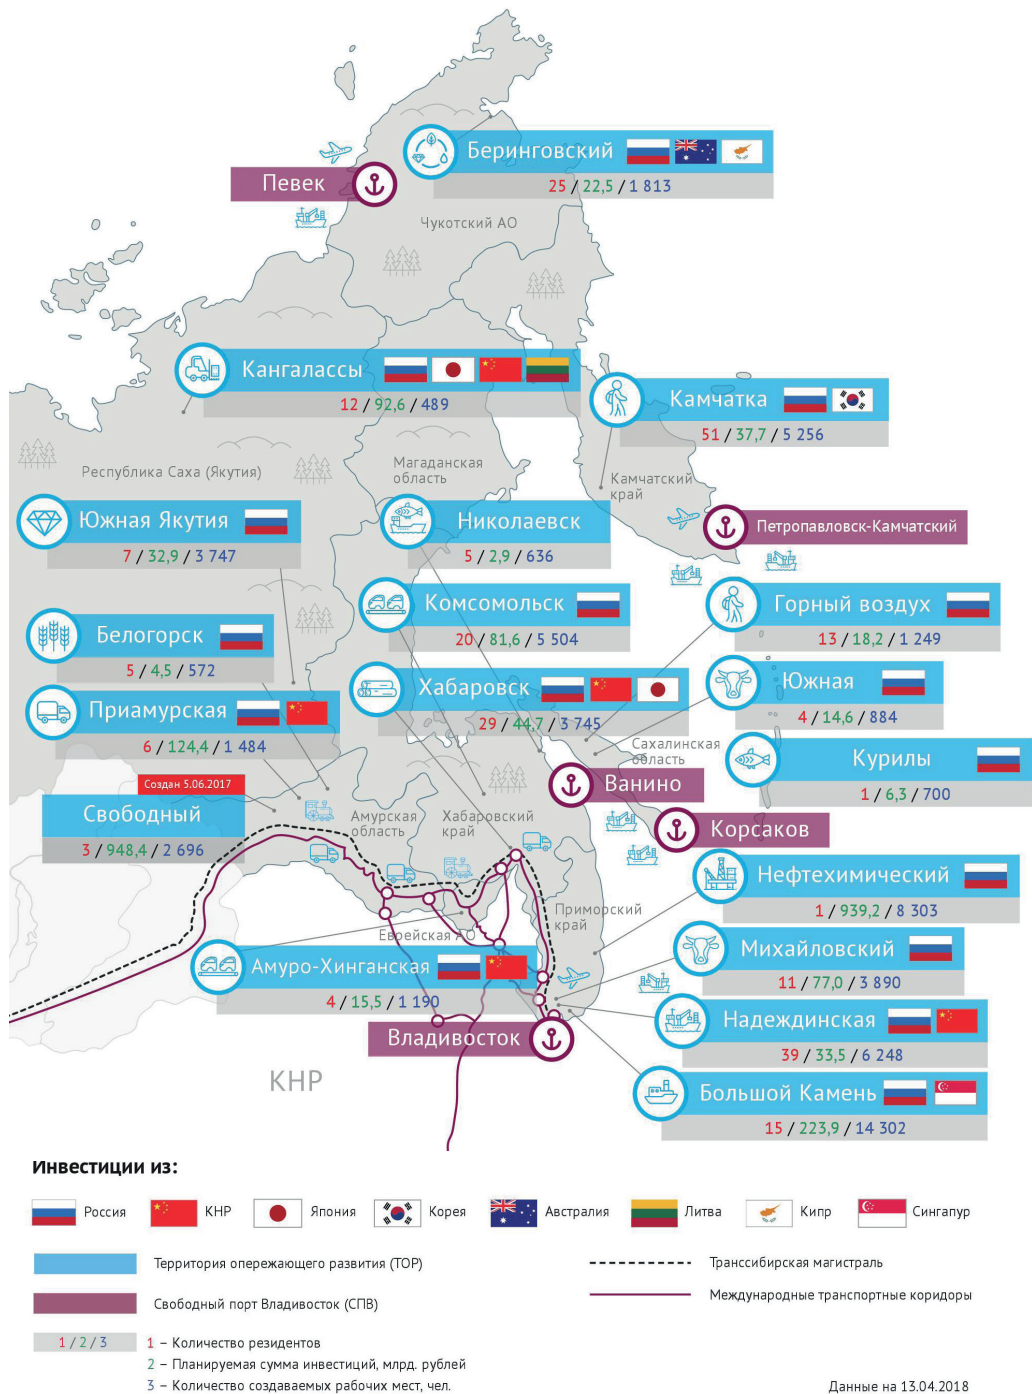 Беринговский
25 / 22,5 / 1 813
Певек
Чукотский АО
Кангалассы
12 / 92,6 / 489
Камчатка
51 / 37,7 / 5 256
Республика Саха (Якутия)
Магаданская
область
Камчатский
край
Южная Якутия
7 / 32,9 / 3 747
Николаевск
5 / 2,9 / 636
Петропавловск-Камчатский
Комсомольск
20 / 81,6 / 5 504
Горный воздух
13 / 18,2 / 1 249
Белогорск
5 / 4,5 / 572
Хабаровск
29 / 44,7 / 3 745
Южная
4 / 14,6 / 884
Приамурская
6 / 124,4 / 1 484
Сахалинская
область
Курилы
1 / 6,3 / 700
Создан 5.06.2017
Свободный
3 / 948,4 / 2 696
Ванино
Амурская
область
Хабаровский
край
Корсаков
Нефтехимический
1 / 939,2 / 8 303
Приморский
край
Еврейская АО
Михайловский
11 / 77,0 / 3 890
Амуро-Хинганская
4 / 15,5 / 1 190
Надеждинская
39 / 33,5 / 6 248
Владивосток
КНР
Большой Камень
15 / 223,9 / 14 302
Инвестиции из:
Россия
КНР
Япония
Корея
Австралия
Литва
Кипр
Сингапур
Территория опережающего развития (ТОР)
Транссибирская магистраль
Свободный порт Владивосток (СПВ)
Международные транспортные коридоры
1 / 2 / 3
1 – Количество резидентов
2 – Планируемая сумма инвестиций, млрд. рублей
3 – Количество создаваемых рабочих мест, чел.
Данные на 13.04.2018